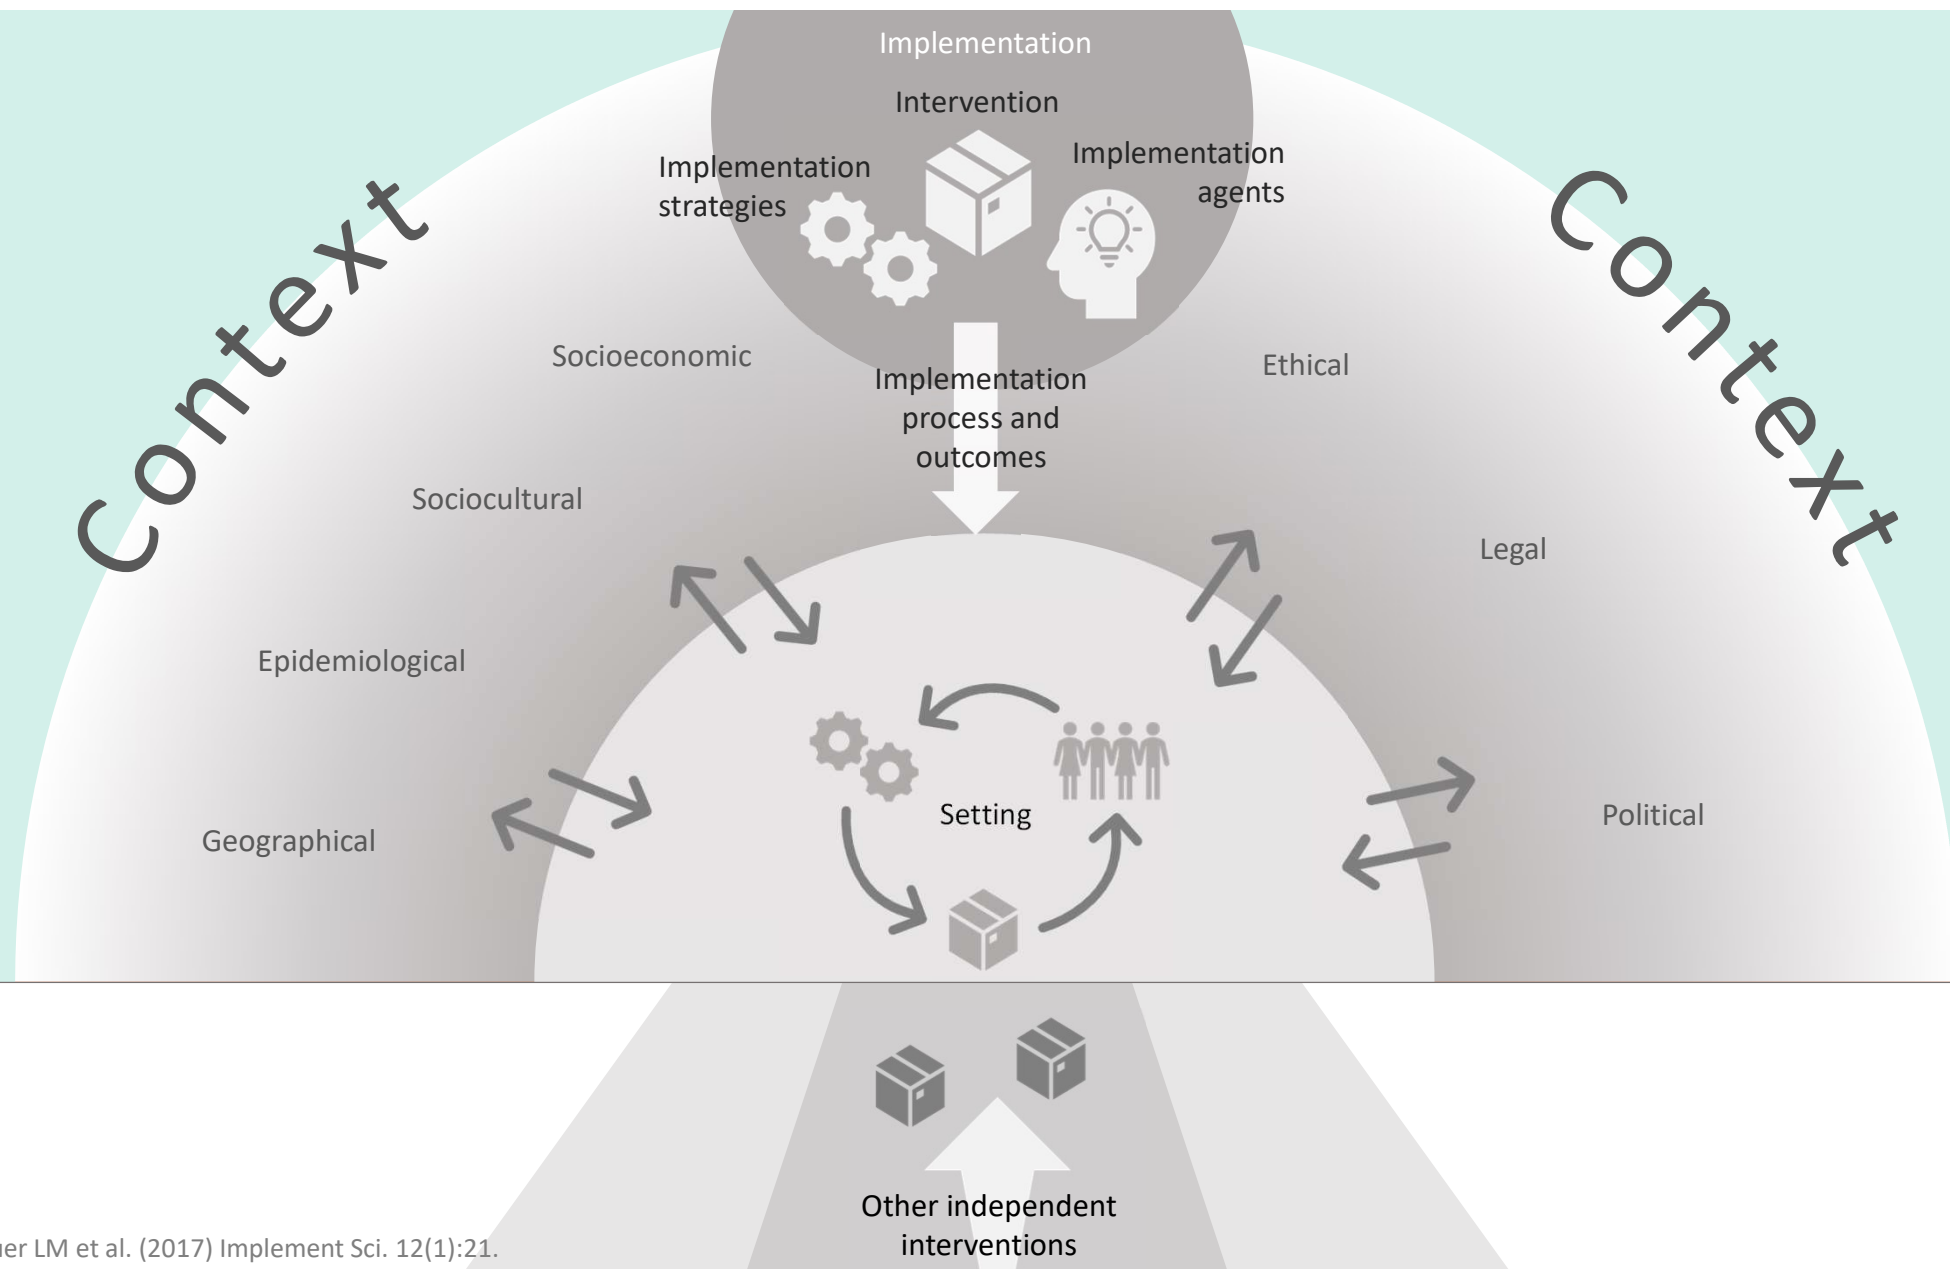 Implementation
Intervention
Implementation
strategies
Implementation
agents
Context
Context
Socioeconomic
Ethical
Implementation
process and
outcomes
Sociocultural
Legal
Epidemiological
Setting
Political
Geographical
Other independent
interventions
LM et al. (2017) Implement Sci. 12(1):21.